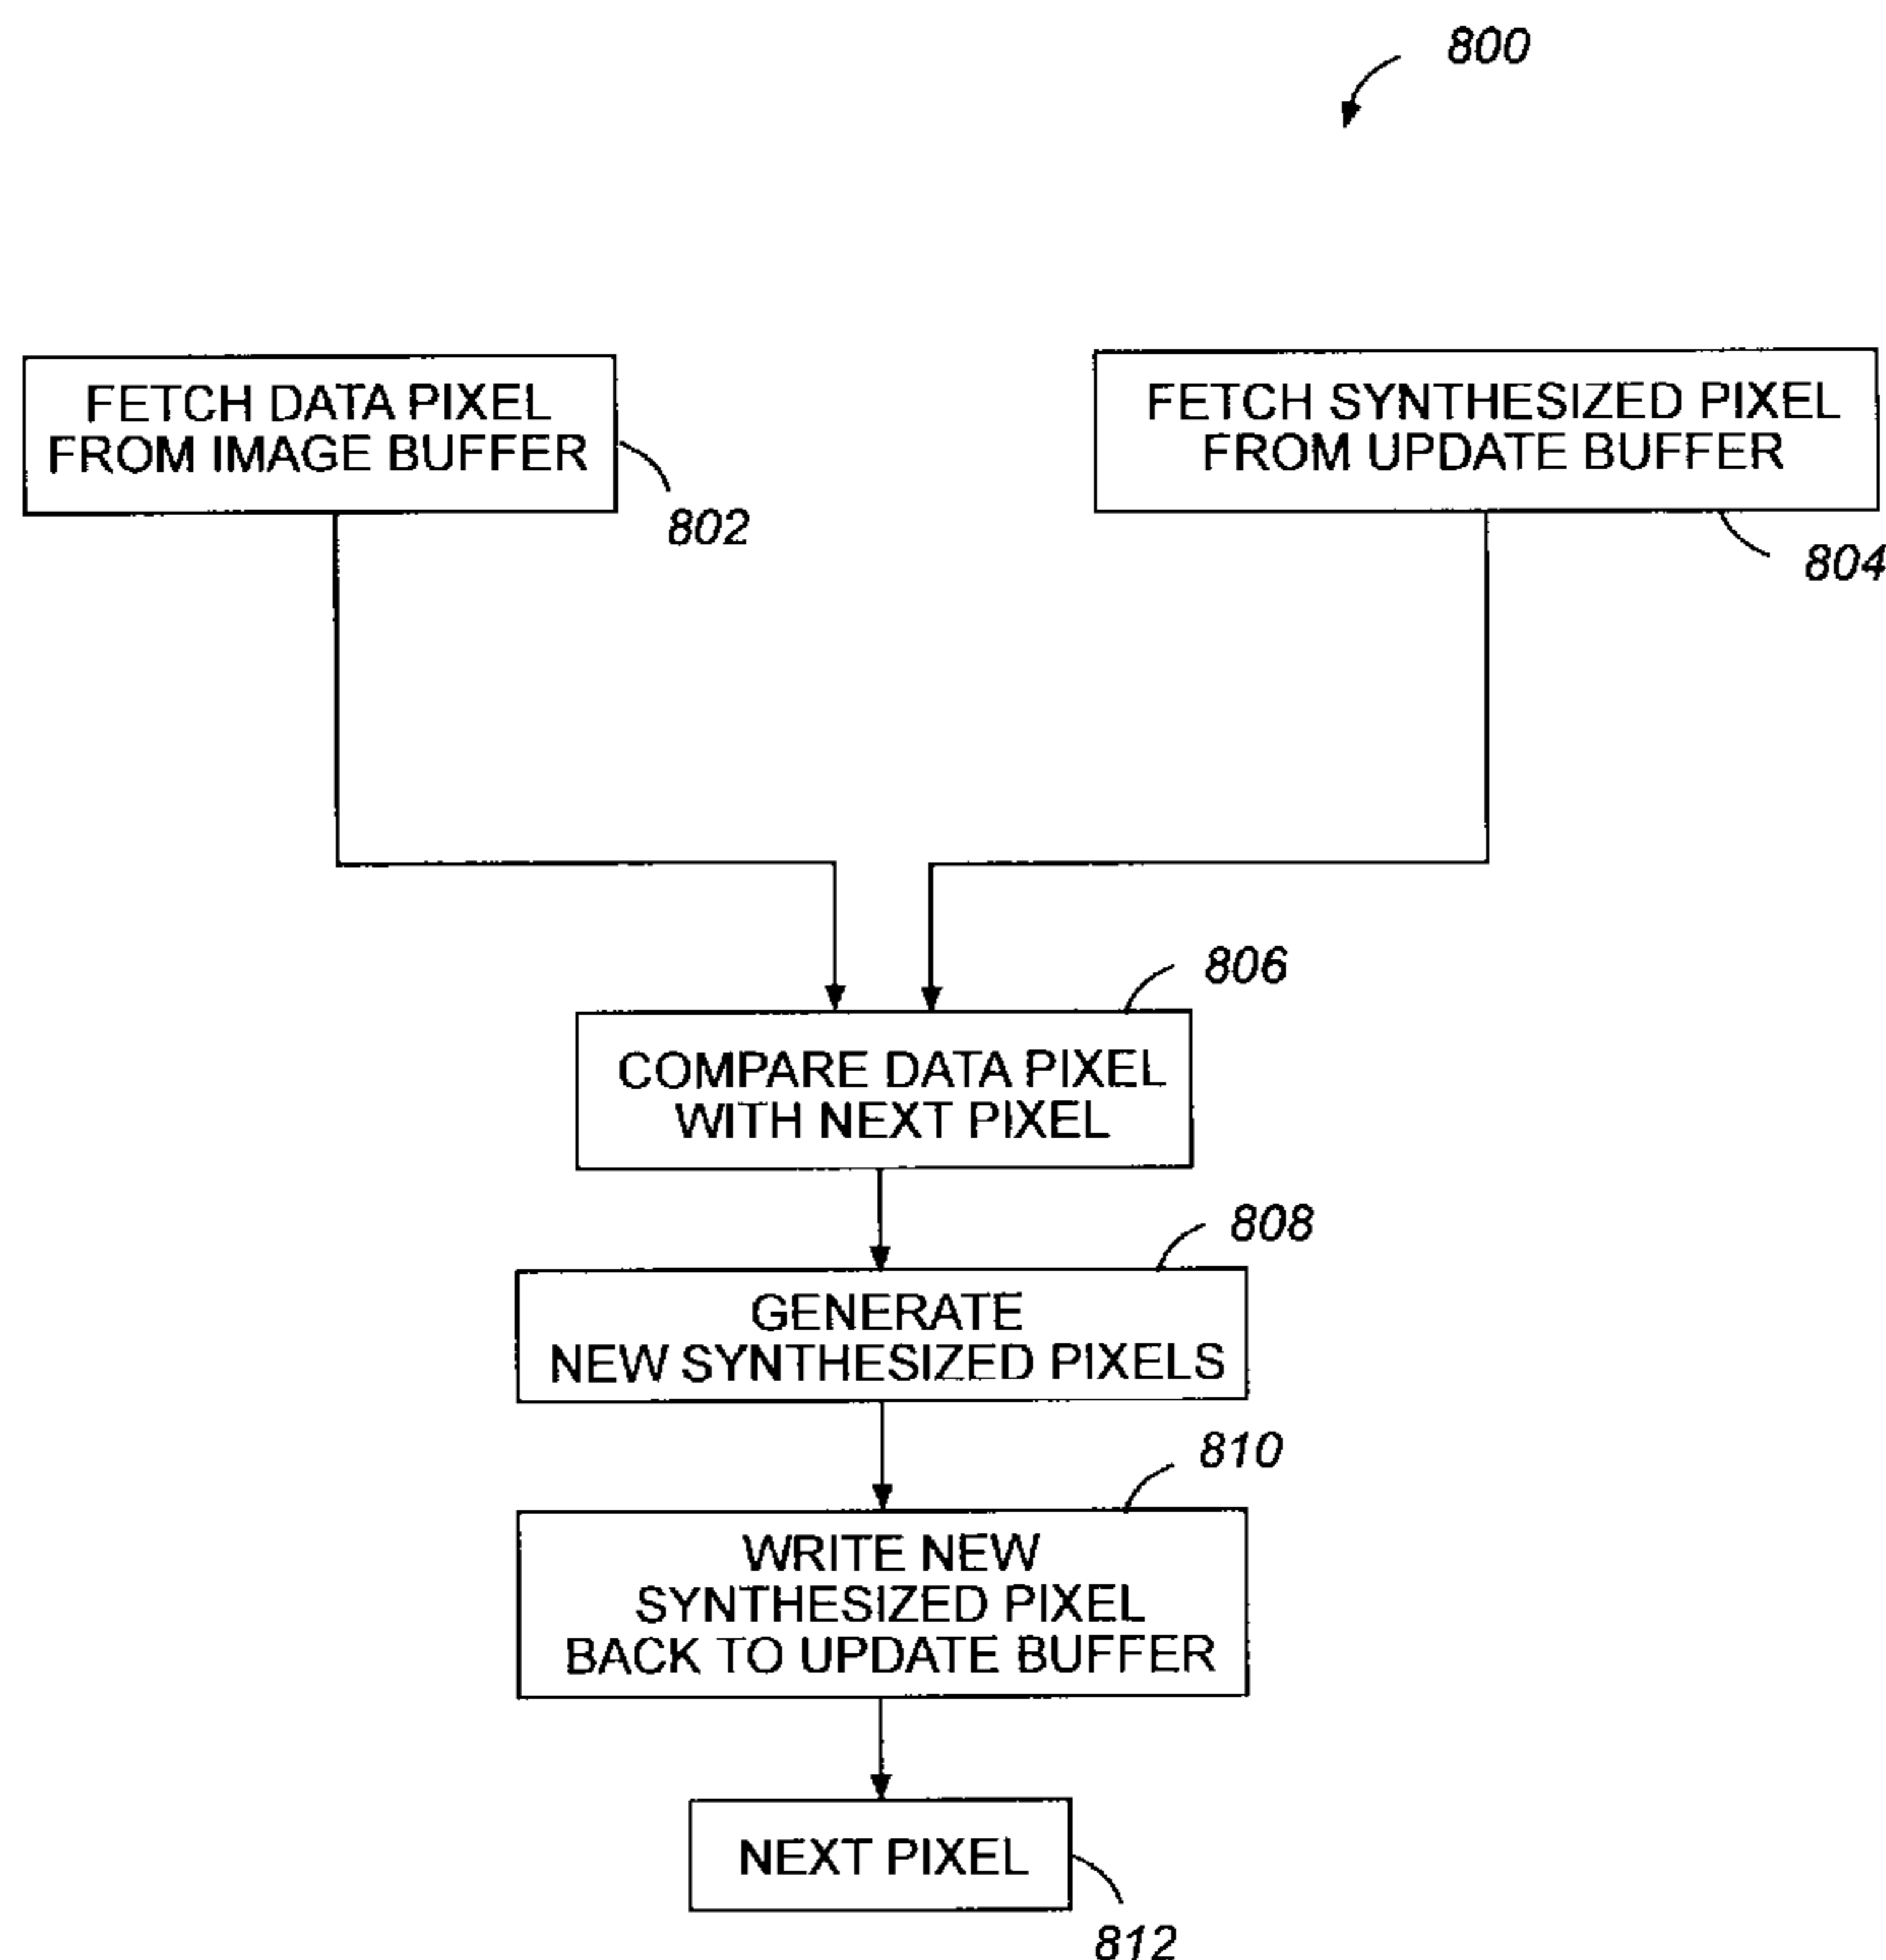 800
FETCH DATA PIXEL
FROM IMAGE BUFFER
802
FETCH SYNTHESIZED PIXEL
FROM UPDATE BUFFER
804
806
COMPARE DATA PIXEL
WITH NEXT PIXEL
808
GENERATE
NEW SYNTHESIZED PIXELS
810
WRITE NEW
SYNTHESIZED PIXEL
BACK TO UPDATE BUFFER
NEXT PIXEL
812